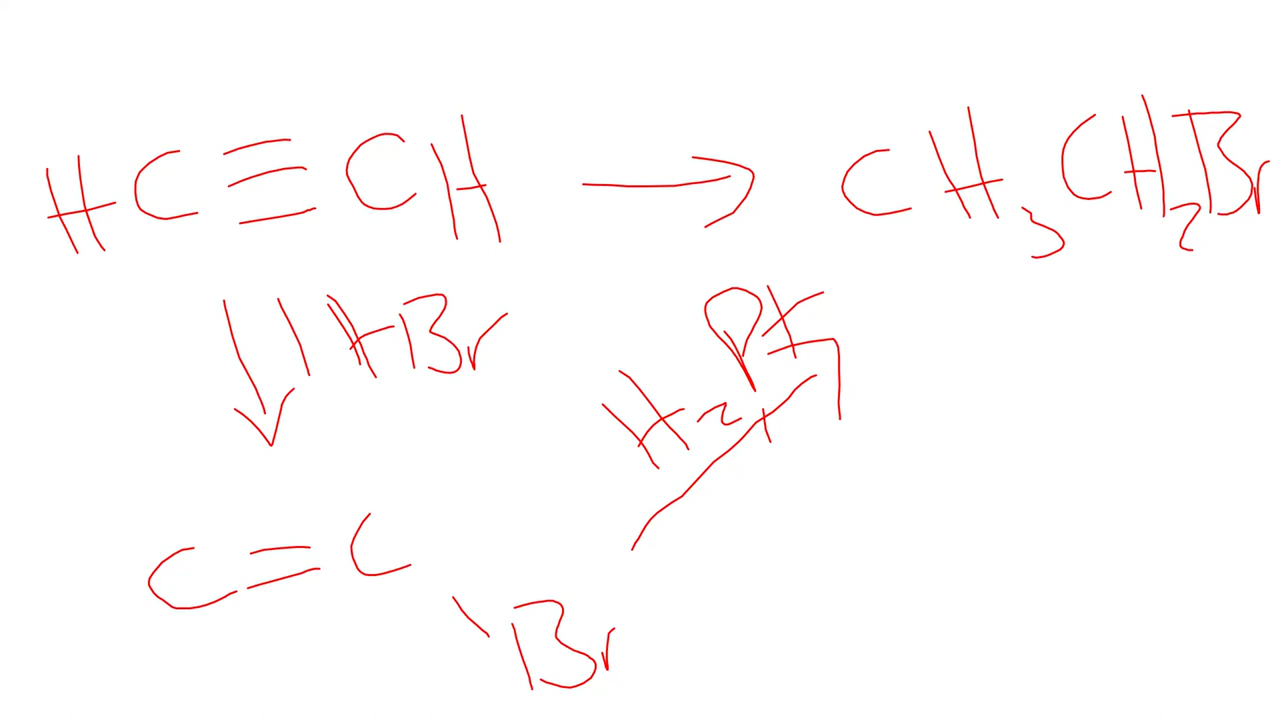 HC≡CH → CH₃CH₂Br
HBr
Pt
H₂
C=C
Br